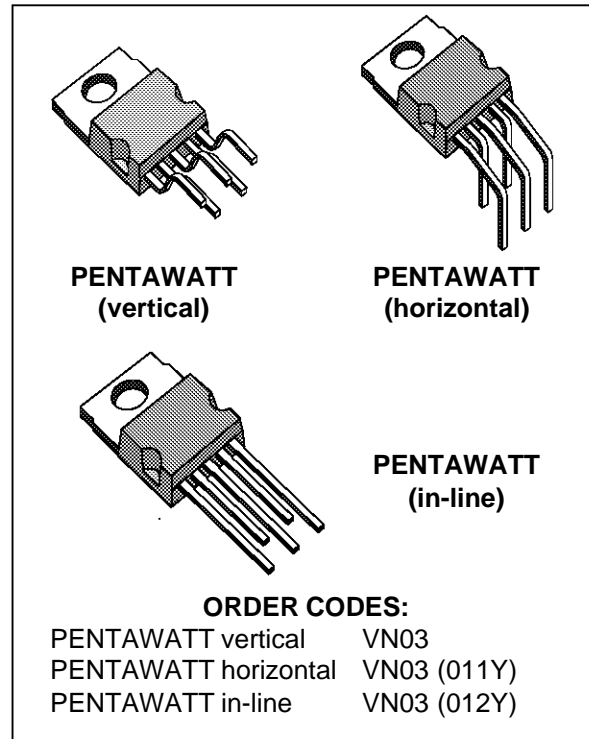 PENTAWATT
(vertical)
PENTAWATT
(horizontal)
PENTAWATT
(in-line)
ORDER CODES:
PENTAWATT vertical VN03
PENTAWATT horizontal VN03 (011Y)
PENTAWATT in-line VN03 (012Y)